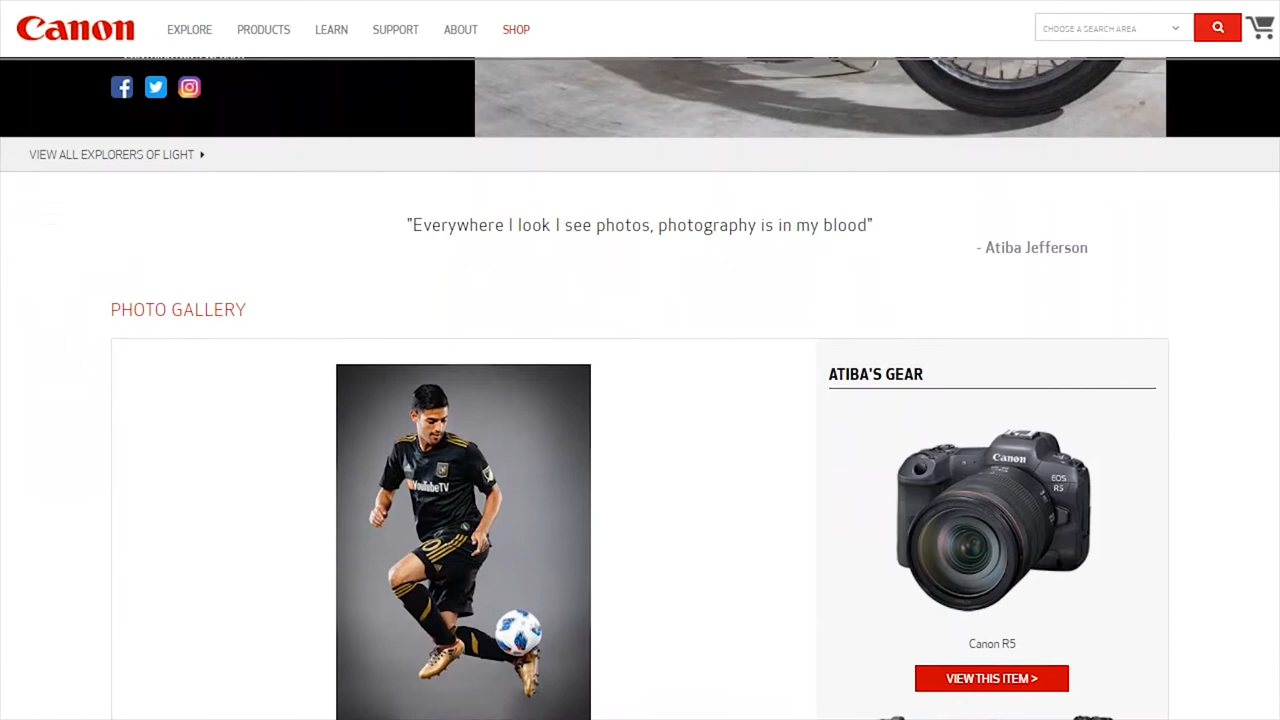 Canon
EXPLORE
PRODUCTS
LEARN
SUPPORT
ABOUT
SHOP
CHOOSE A SEARCH AREA
VIEW ALL EXPLORERS OF LIGHT
"Everywhere I look I see photos, photography is in my blood"
- Atiba Jefferson
PHOTO GALLERY
YouTubeTV
ATIBA'S GEAR
Canon
EOS
R5
Canon R5
VIEW THIS ITEM >